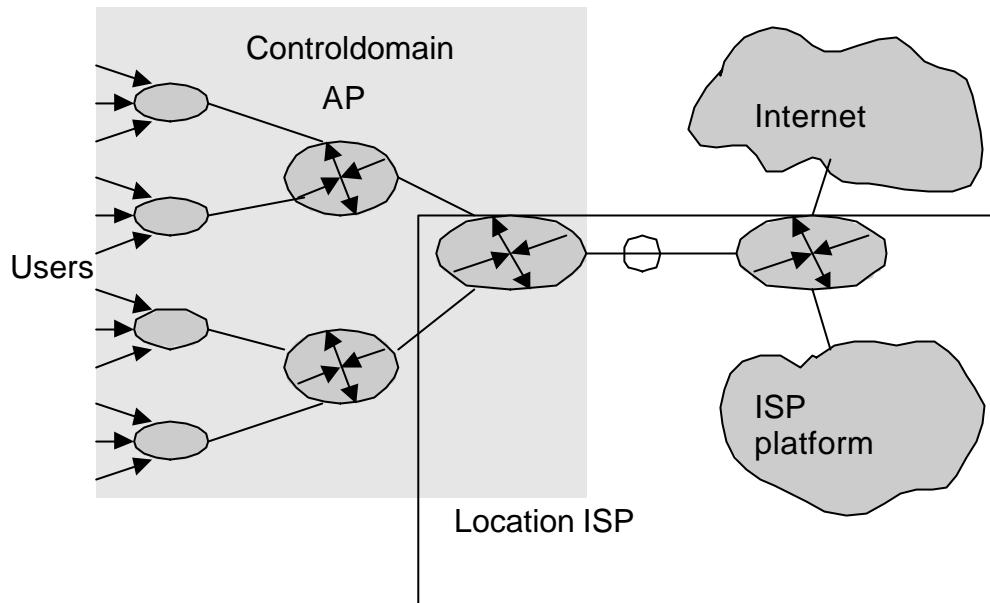 Controldomain
AP
Internet
Users
ISP
platform
Location ISP